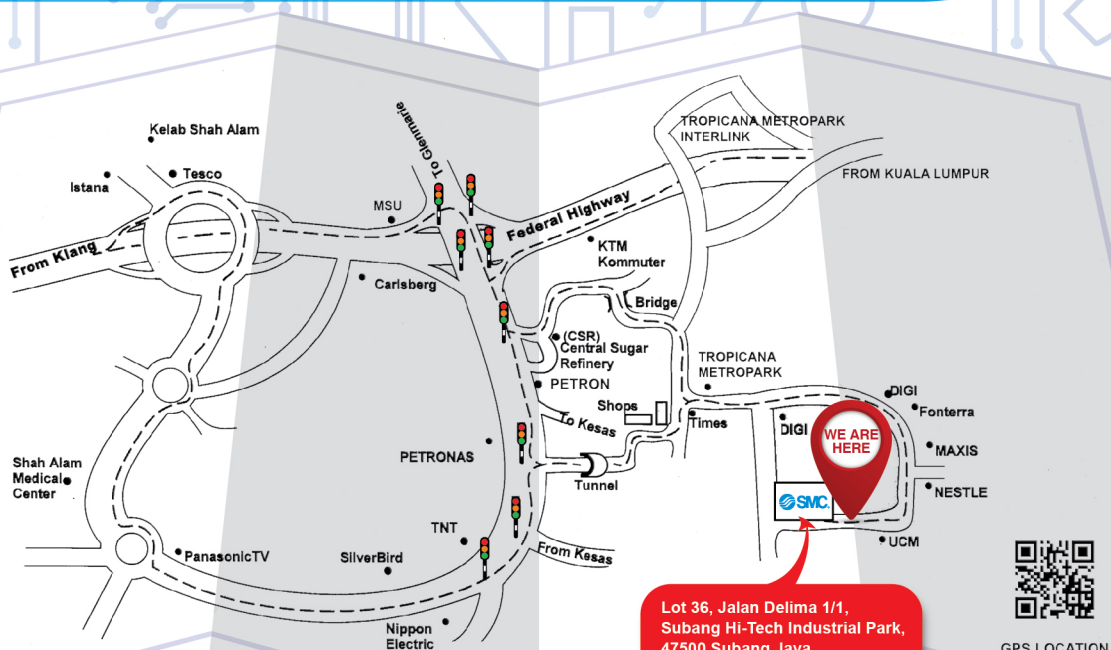 To Glenmarie
Kelab Shah Alam
TROPICANA METROPARK
INTERLINK
Tesco
Istana
FROM KUALA LUMPUR
MSU
Federal Highway
From Klang
KTM
Kommuter
Carlsberg
Bridge
(CSR)
Central Sugar
Refinery
TROPICANA
METROPARK
PETRON
DIGI
Shops
Fonterra
To Kesas
Times
DIGI
WE ARE
HERE
MAXIS
PETRONAS
Shah Alam
Medical
Center
Tunnel
NESTLE
SMC
TNT
UCM
PanasonicTV
SilverBird
From Kesas
Lot 36, Jalan Delima 1/1,
Subang Hi-Tech Industrial Park,
47500 Subang Jaya
Nippon
Electric
GPS LOCATION